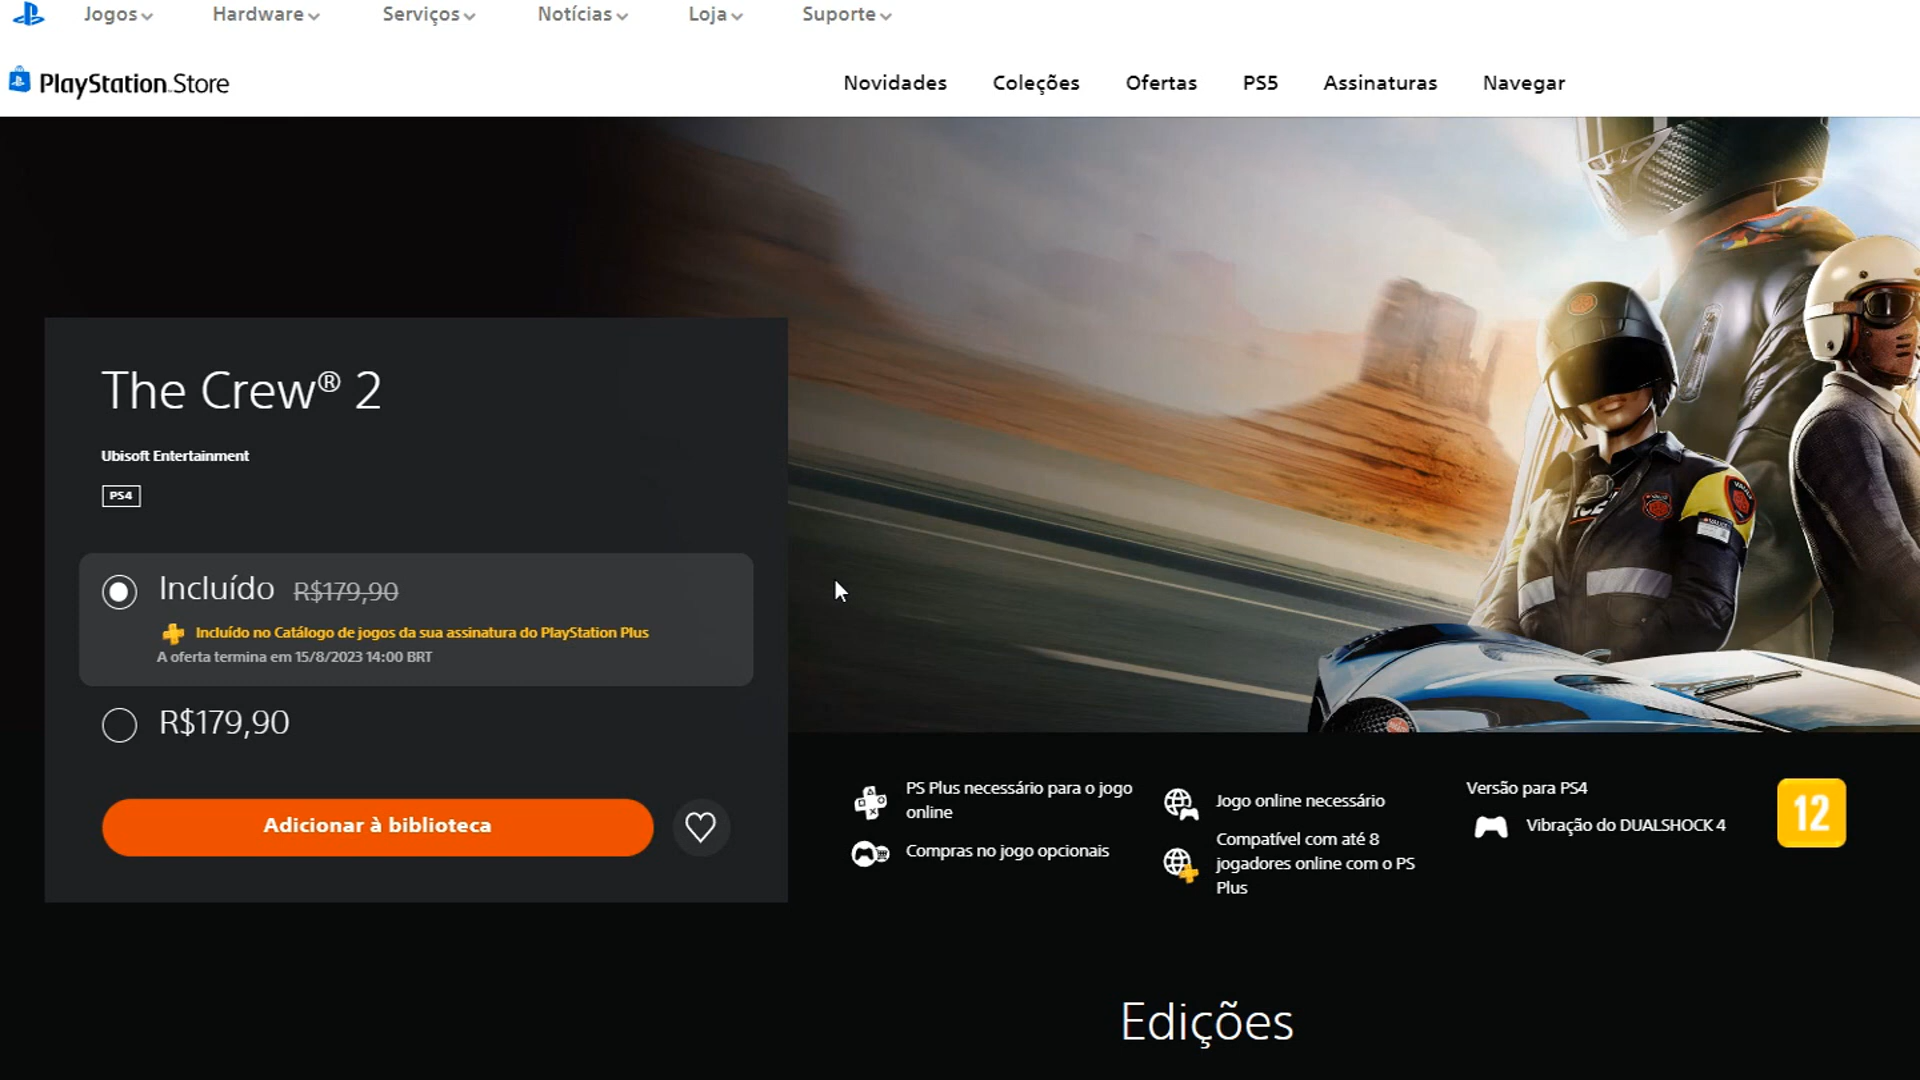 Jogos Hardware Serviços Notícias Loja Suporte
PlayStation Store
Novidades Coleções Ofertas PS5 Assinaturas Navegar
The Crew® 2
Ubisoft Entertainment
PS4
Incluído R$179,90
Incluído no Catálogo de jogos da sua assinatura do PlayStation Plus
A oferta termina em 15/8/2023 14:00 BRT
R$179,90
Adicionar à biblioteca
PS Plus necessário para o jogo
online
Compras no jogo opcionais
Jogo online necessário
Compatível com até 8
jogadores online com o PS
Plus
Versão para PS4
Vibração do DUALSHOCK 4
12
Edições